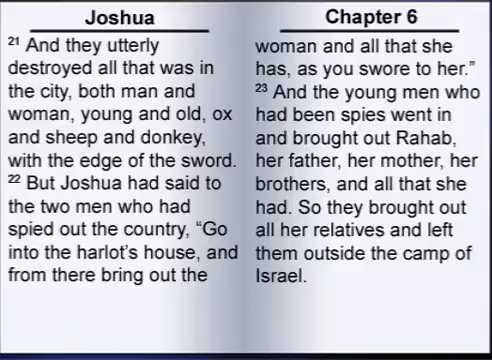 Joshua
²¹ And they utterly
destroyed all that was in
the city, both man and
woman, young and old, ox
and sheep and donkey,
with the edge of the sword.
²² But Joshua had said to
the two men who had
spied out the country, “Go
into the harlot’s house, and
from there bring out the
Chapter 6
woman and all that she
has, as you swore to her.”
²³ And the young men who
had been spies went in
and brought out Rahab,
her father, her mother, her
brothers, and all that she
had. So they brought out
all her relatives and left
them outside the camp of
Israel.